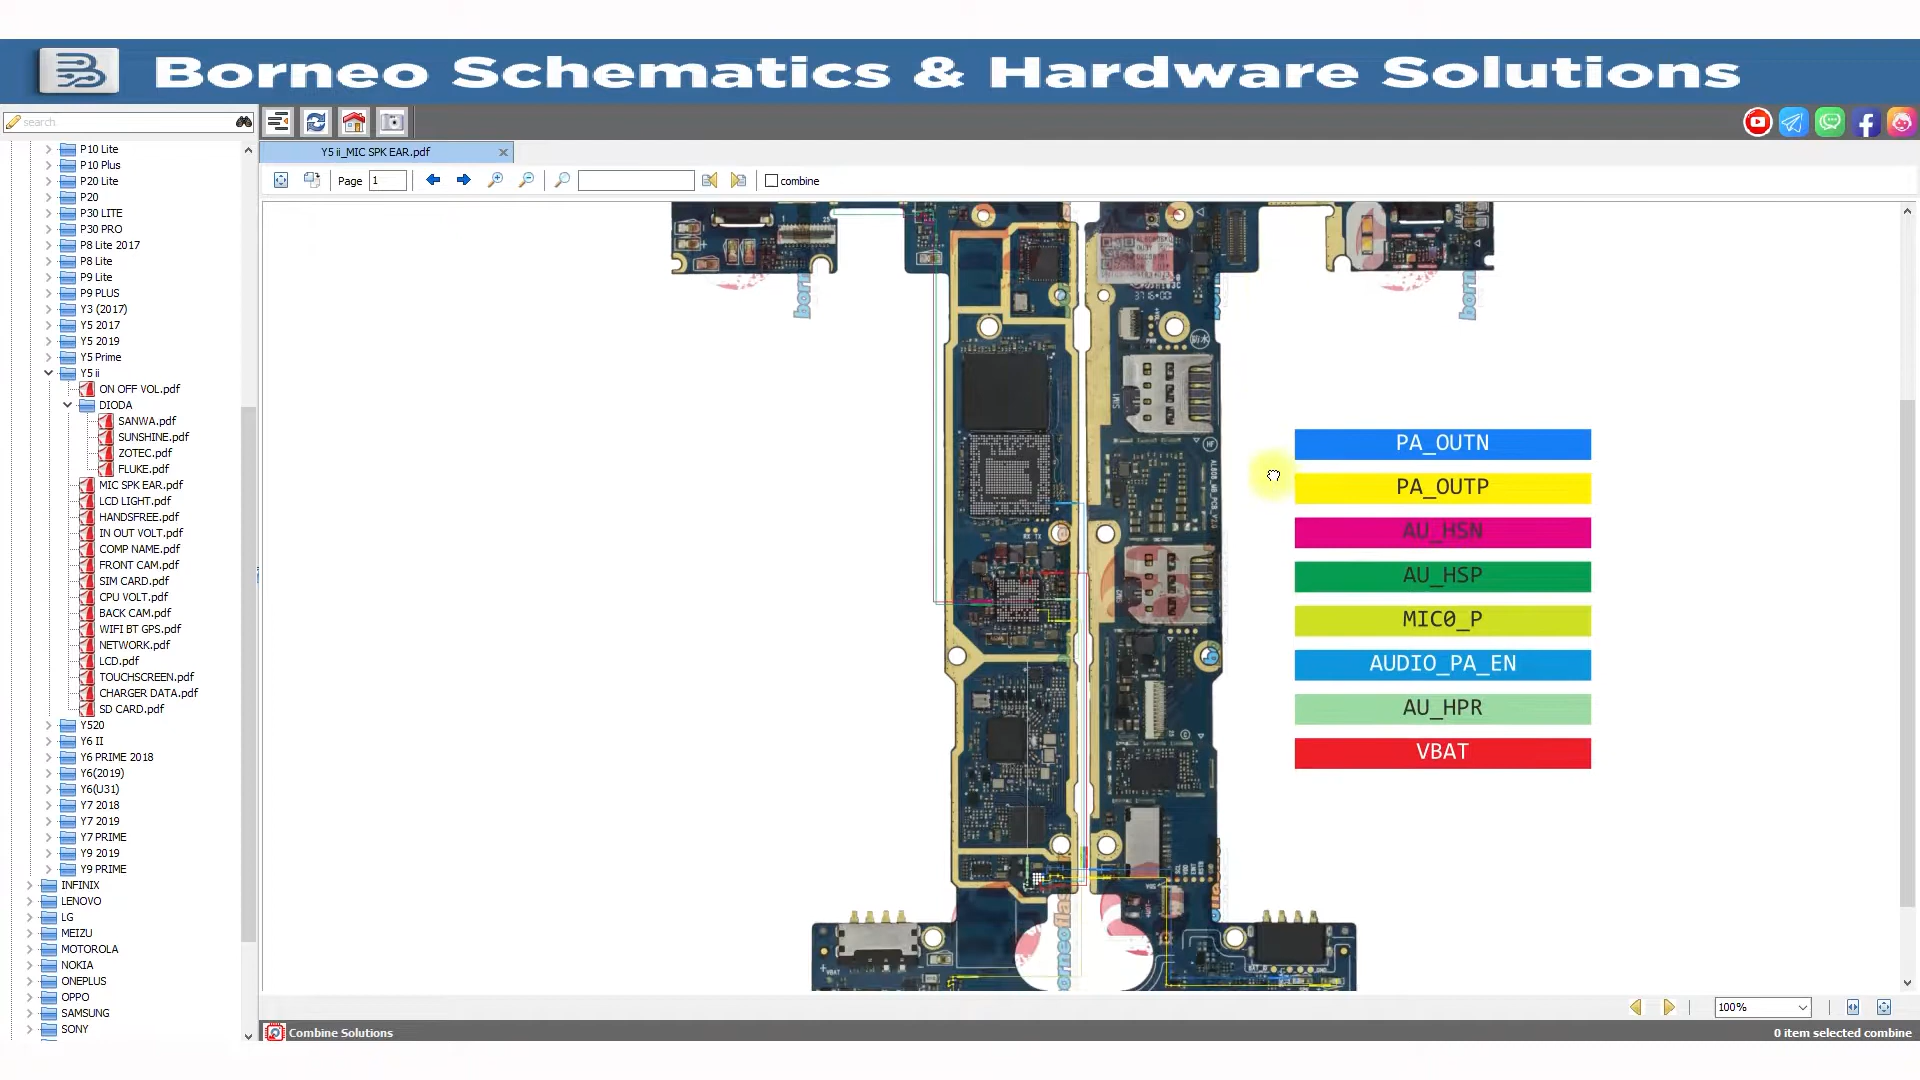 Borneo Schematics & Hardware Solutions
search.
Y5 ii_MIC SPK EAR.pdf
Page 1
combine
P10 Lite
P10 Plus
P20 Lite
P20
P30 LITE
P30 PRO
P8 Lite 2017
P8 Lite
P9 Lite
P9 PLUS
Y3 (2017)
Y5 2017
Y5 2019
Y5 Prime
Y5 ii
ON OFF VOL.pdf
DIODA
SANWA.pdf
SUNSHINE.pdf
ZOTEC.pdf
FLUKE.pdf
MIC SPK EAR.pdf
LCD LIGHT.pdf
HANDSFREE.pdf
IN OUT VOLT.pdf
COMP NAME.pdf
FRONT CAM.pdf
SIM CARD.pdf
CPU VOLT.pdf
BACK CAM.pdf
WIFI BT GPS.pdf
NETWORK.pdf
LCD.pdf
TOUCHSCREEN.pdf
CHARGER DATA.pdf
SD CARD.pdf
Y520
Y6 II
Y6 PRIME 2018
Y6(2019)
Y6(U31)
Y7 2018
Y7 2019
Y7 PRIME
Y9 2019
Y9 PRIME
INFINIX
LENOVO
LG
MEIZU
MOTOROLA
NOKIA
ONEPLUS
OPPO
SAMSUNG
SONY
PA_OUTN
PA_OUTP
AU_HSN
AU_HSP
MIC0_P
AUDIO_PA_EN
AU_HPR
VBAT
borneo
borneo
SIM1
HF
RX TX
VBAT
100%
Combine Solutions
0 item selected combine